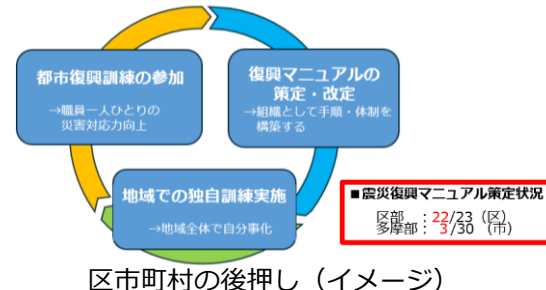 都市復興訓練の参加
→職員一人ひとりの
災害対応力向上
復興マニュアルの
策定・改定
→組織として手順・体制を
構築する
地域での独自訓練実施
→地域全体で自分事化
■震災復興マニュアル策定状況
区部　：22/23（区）
多摩部：3/30（市）
区市町村の後押し（イメージ）